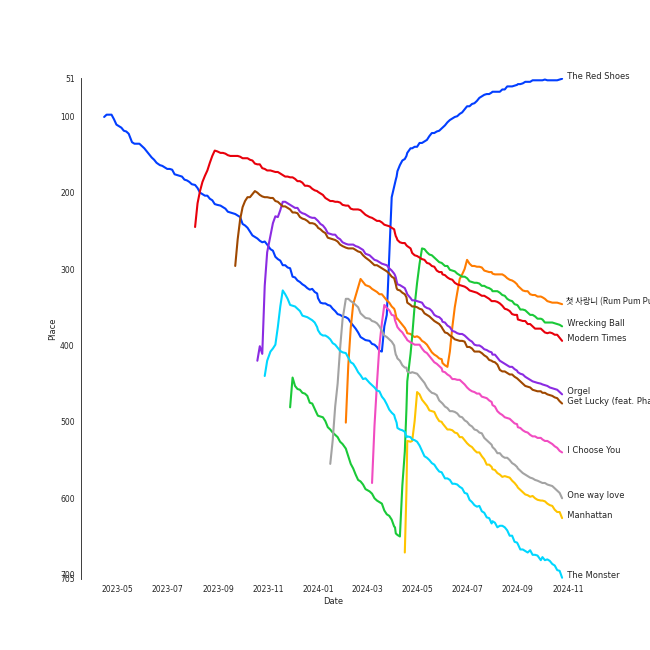 51
The Red Shoes
100
200
300
첫 사랑니 (Rum Pum Pu
Wrecking Ball
Modern Times
400
Orgel
Get Lucky (feat. Pha
I Choose You
500
One way love
Manhattan
600
The Monster
700
705
Place
2023-05 2023-07 2023-09 2023-11 2024-01 2024-03 2024-05 2024-07 2024-09 2024-11
Date